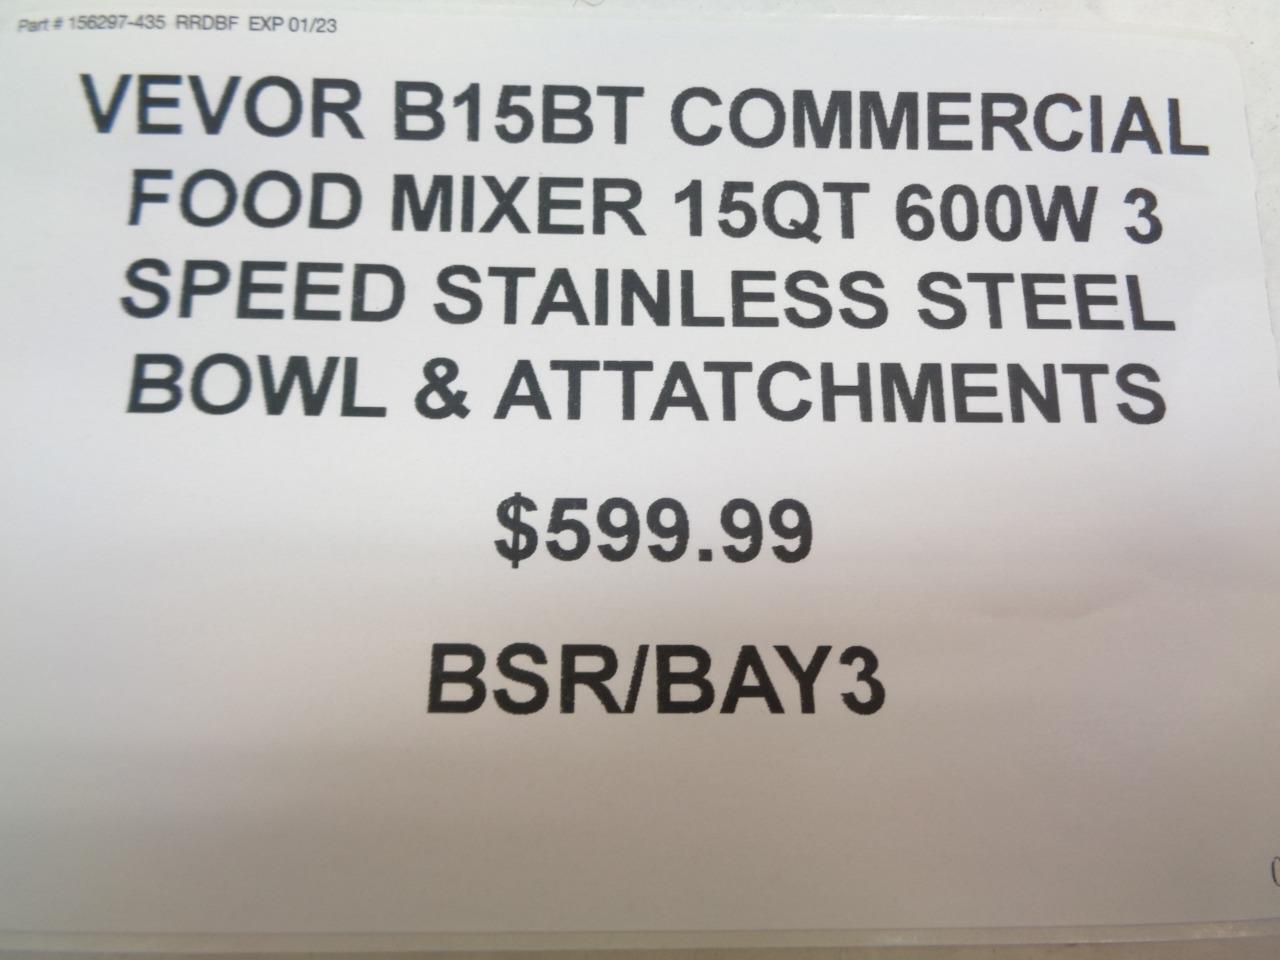 Part # 156297-435 RRDBF EXP 01/23
VEVOR B15BT COMMERCIAL
FOOD MIXER 15QT 600W 3
SPEED STAINLESS STEEL
BOWL & ATTATCHMENTS
$599.99
BSR/BAY3